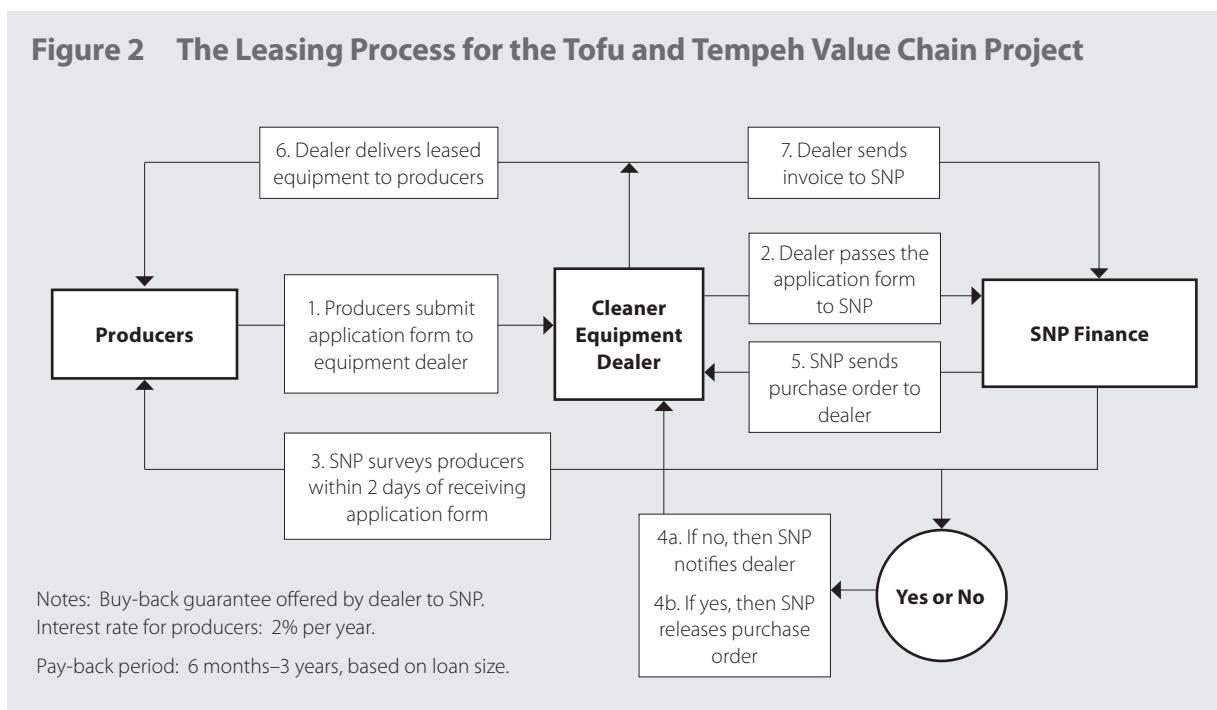 Figure 2 The Leasing Process for the Tofu and Tempeh Value Chain Project
6. Dealer delivers leased
equipment to producers
7. Dealer sends
invoice to SNP
Producers
1. Producers submit
application form to
equipment dealer
Cleaner
Equipment
Dealer
2. Dealer passes the
application form
to SNP
SNP Finance
5. SNP sends
purchase order to
dealer
3. SNP surveys producers
within 2 days of receiving
application form
4a. If no, then SNP
notifies dealer
4b. If yes, then SNP
releases purchase
order
Yes or No
Notes: Buy-back guarantee offered by dealer to SNP.
Interest rate for producers: 2% per year.
Pay-back period: 6 months–3 years, based on loan size.